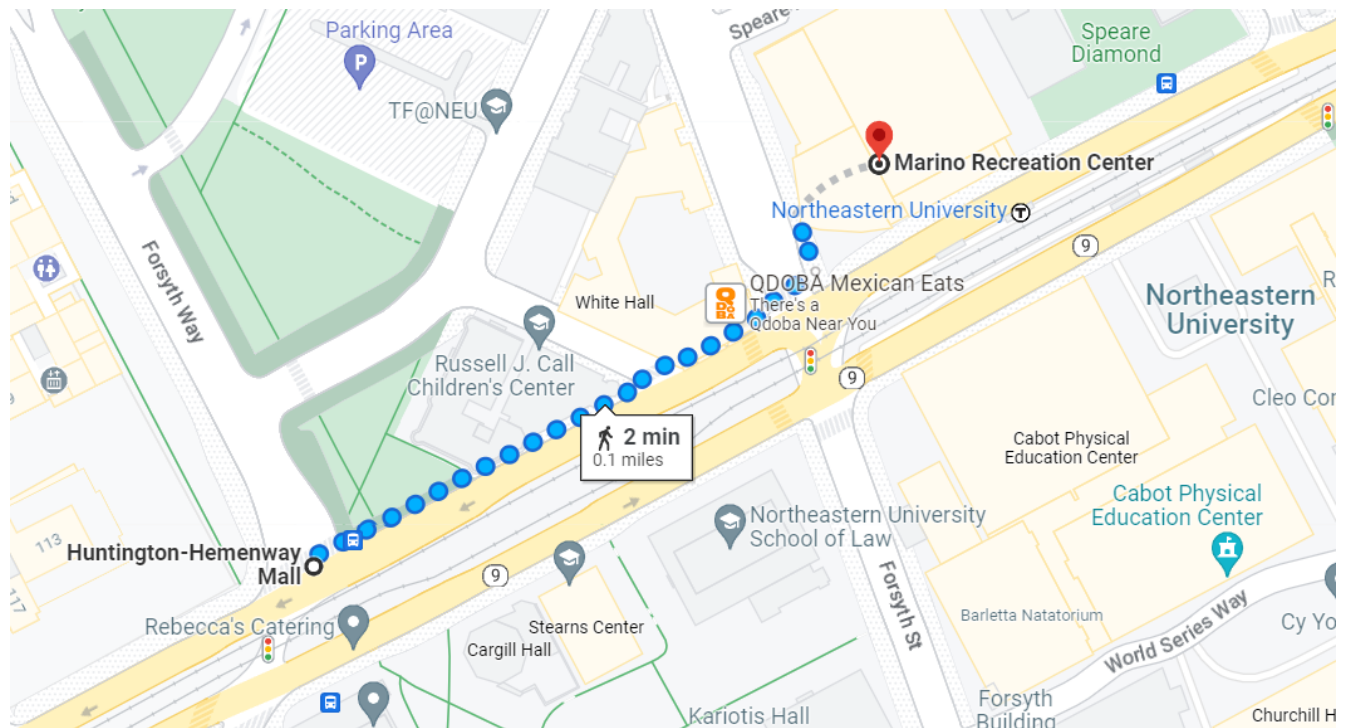 Speare
Parking Area
P
Speare
Diamond
TF@NEU
Marino Recreation Center
Northeastern University
T
9
Forsyth Way
QDOBA Mexican Eats
There's a
Qdoba Near You
QDOBA
White Hall
Northeastern
University
R
Russell J. Call
Children's Center
9
Cleo Cor
2 min
0.1 miles
Cabot Physical
Education Center
Cabot Physical
Education Center
Northeastern University
School of Law
113
Huntington-Hemenway
Mall
9
117
Forsyth St
Rebecca's Catering
Stearns Center
Cargill Hall
Barletta Natatorium
World Series Way
Cy Yo
Kariotis Hall
Forsyth
Building
Churchill H